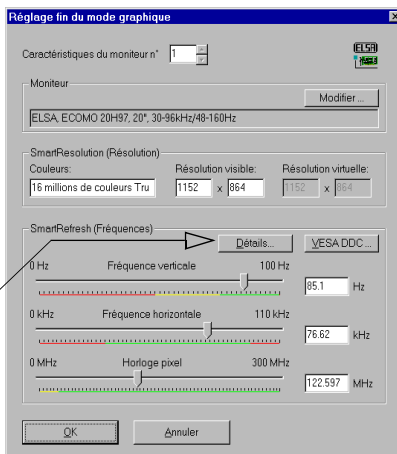 Réglage fin du mode graphique
Caractéristiques du moniteur n° 1
ELSA
Moniteur
Modifier ...
ELSA, ECOMO 20H97, 20", 30-96kHz/48-160Hz
SmartResolution (Résolution)
Couleurs: Résolution visible: Résolution virtuelle:
16 millions de couleurs Tru 1152 x 864 1152 x 864
SmartRefresh (Fréquences)
Détails... VESA DDC ...
0 Hz Fréquence verticale 100 Hz
85.1 Hz
0 kHz Fréquence horizontale 110 kHz
76.62 kHz
0 MHz Horloge pixel 300 MHz
122.597 MHz
OK Annuler